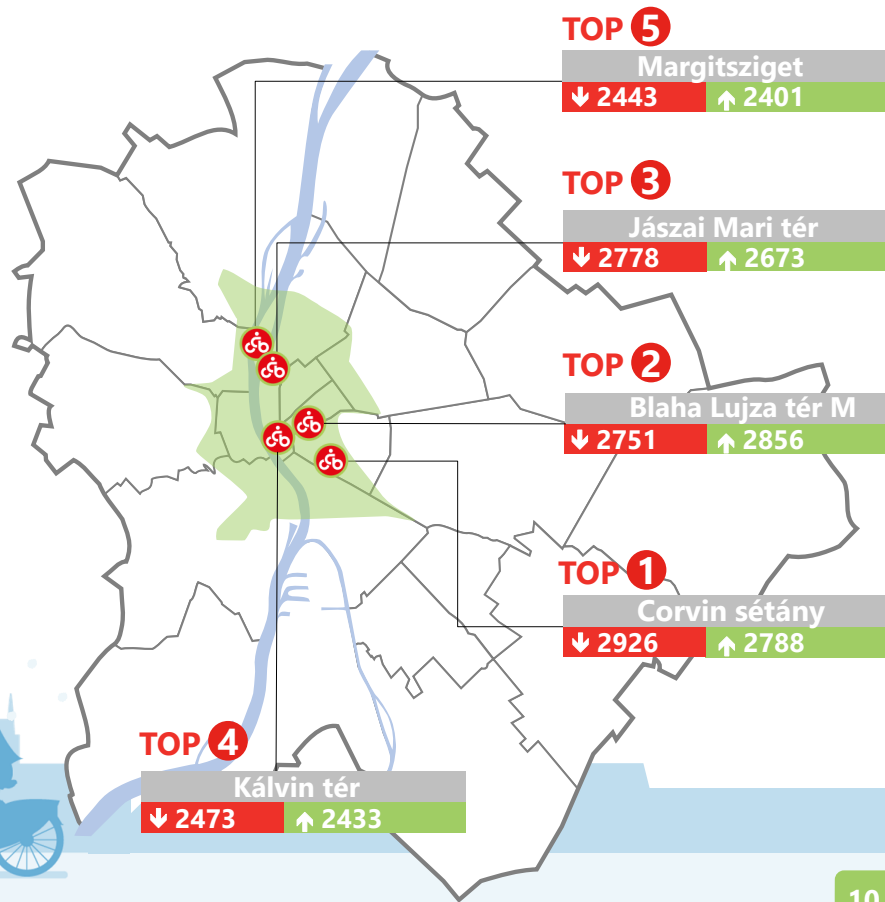 TOP 5
Margitsziget
↓ 2443 ↑ 2401
TOP 3
Jászai Mari tér
↓ 2778 ↑ 2673
TOP 2
Blaha Lujza tér M
↓ 2751 ↑ 2856
TOP 1
Corvin sétány
↓ 2926 ↑ 2788
TOP 4
Kálvin tér
↓ 2473 ↑ 2433
10